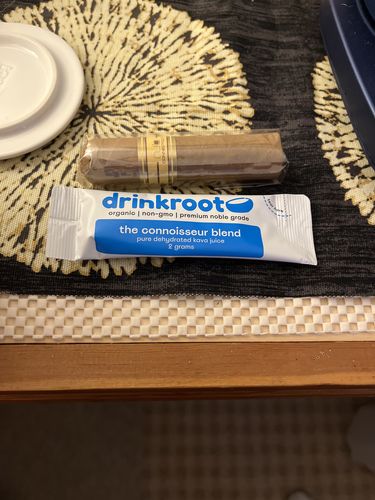 drinkroot
organic | non-gmo | premium noble grade
the connoisseur blend
pure dehydrated kava juice
2 grams